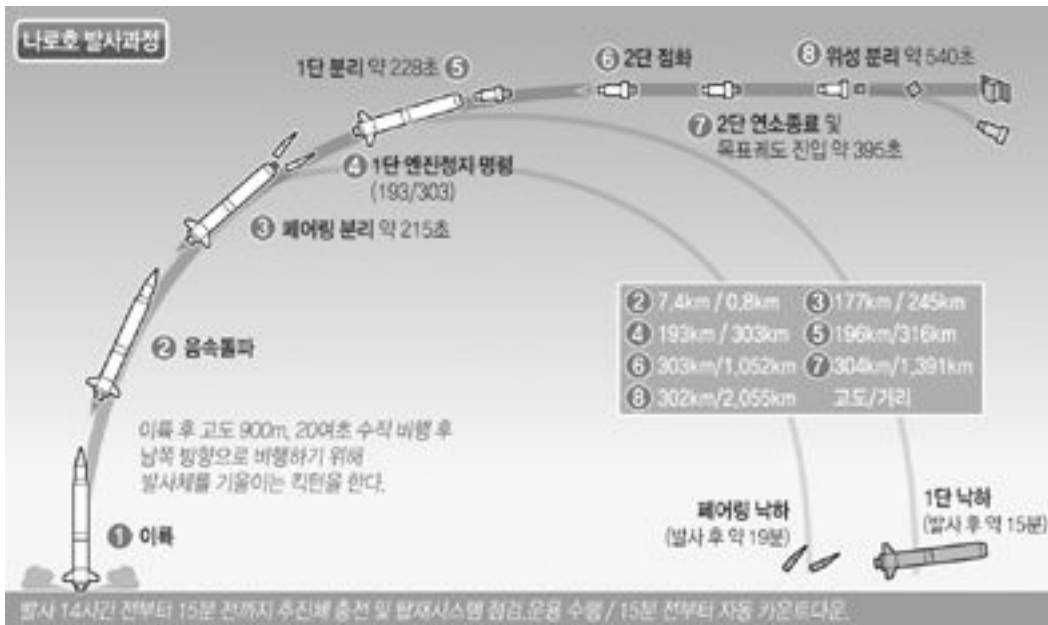 나로호 발사과정
1단 분리 약 228초 ⑤
⑥ 2단 점화
⑧ 위성 분리 약 540초
⑦ 2단 연소종료 및
목표궤도 진입 약 395초
④ 1단 엔진정지 명령
(193/303)
③ 페어링 분리 약 215초
② 음속돌파
② 7.4km / 0.8km ③ 177km / 245km
④ 193km / 303km ⑤ 196km/316km
⑥ 303km/1,052km ⑦ 304km/1,391km
⑧ 302km/2,055km 고도/거리
이륙 후 고도 900m, 20여초 수직 비행 후
남쪽 방향으로 비행하기 위해
발사체를 기울이는 킥턴을 한다.
① 이륙
페어링 낙하
(발사 후 약 19분)
1단 낙하
(발사 후 약 15분)
발사 14시간 전부터 15분 전까지 추진체 충전 및 탑재시스템 점검.운용 수행 / 15분 전부터 자동 카운트다운.